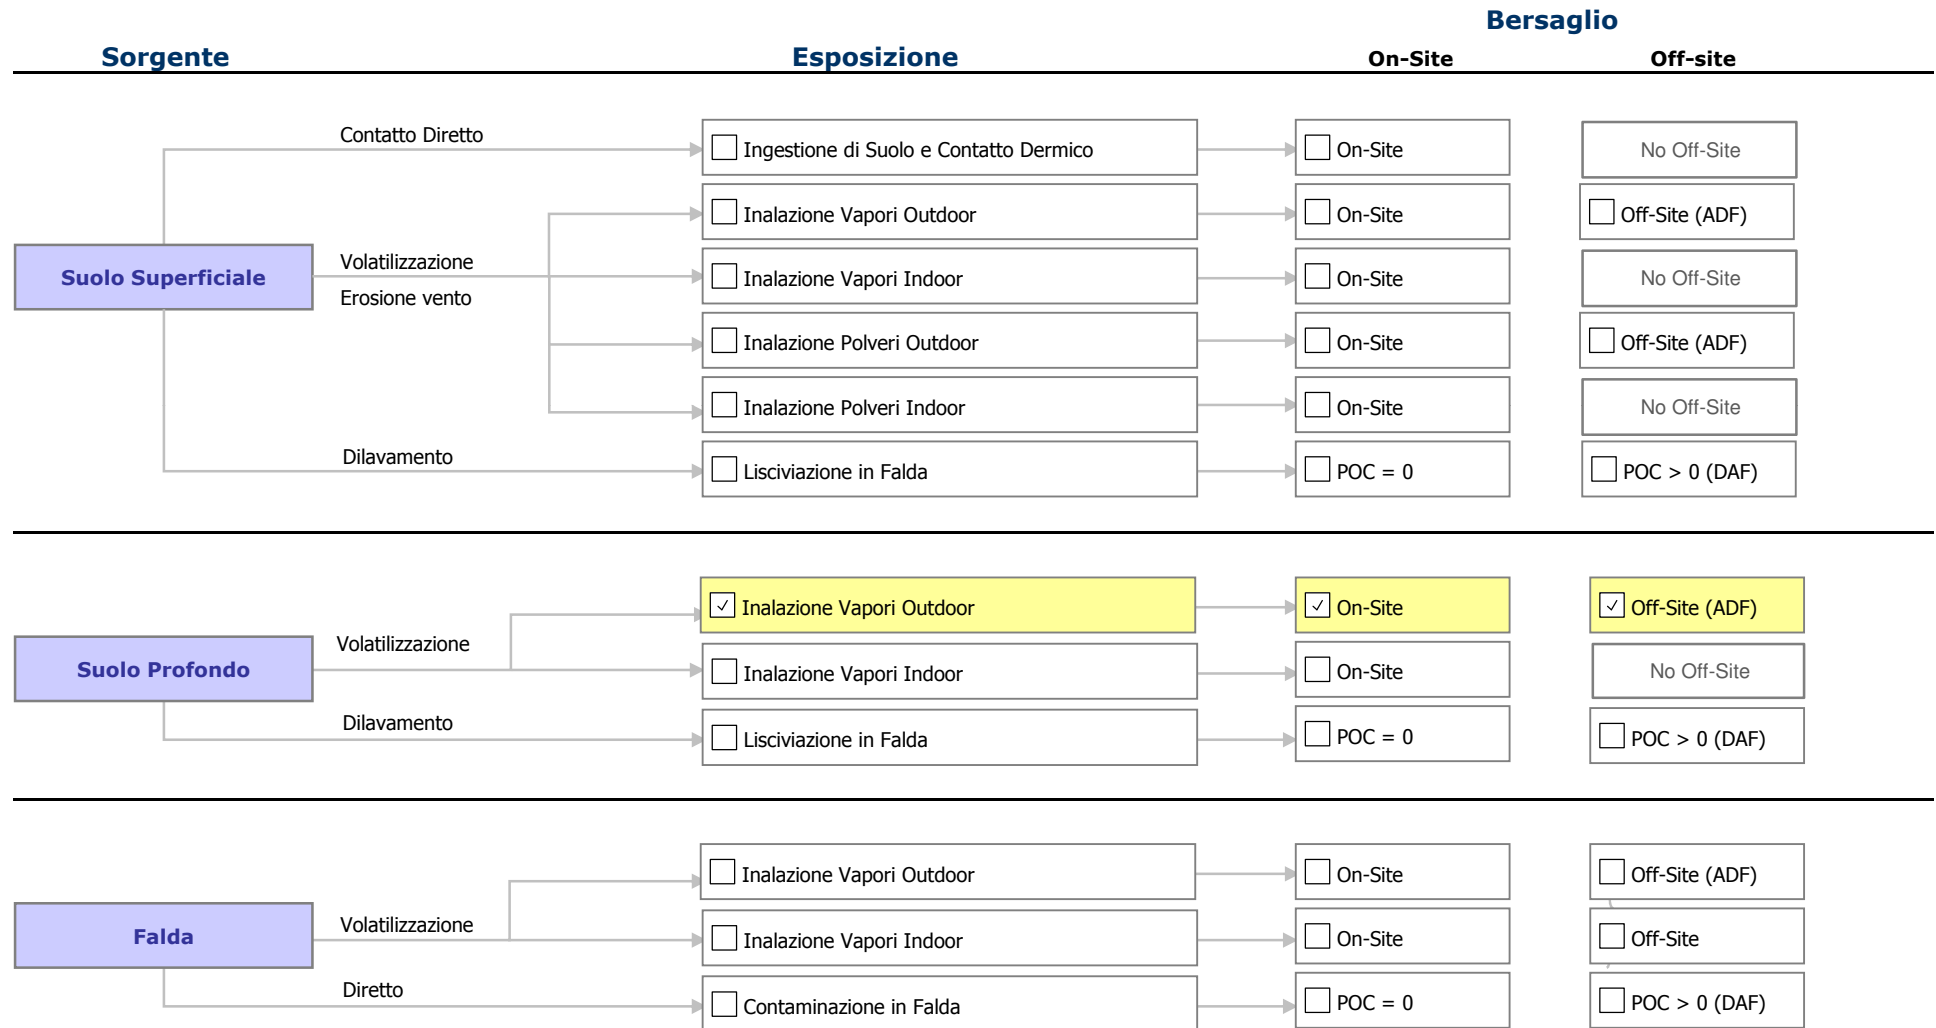 Bersaglio
Sorgente Esposizione On-Site Off-site
Contatto Diretto
Ingestione di Suolo e Contatto Dermico On-Site No Off-Site
Inalazione Vapori Outdoor On-Site Off-Site (ADF)
Suolo Superficiale Volatilizzazione Inalazione Vapori Indoor On-Site No Off-Site
Erosione vento
Inalazione Polveri Outdoor On-Site Off-Site (ADF)
Inalazione Polveri Indoor On-Site No Off-Site
Dilavamento
Lisciviazione in Falda POC = 0 POC > 0 (DAF)
Inalazione Vapori Outdoor On-Site Off-Site (ADF)
Volatilizzazione
Suolo Profondo Inalazione Vapori Indoor On-Site No Off-Site
Dilavamento
Lisciviazione in Falda POC = 0 POC > 0 (DAF)
Inalazione Vapori Outdoor On-Site Off-Site (ADF)
Volatilizzazione
Falda Inalazione Vapori Indoor On-Site Off-Site
Diretto
Contaminazione in Falda POC = 0 POC > 0 (DAF)